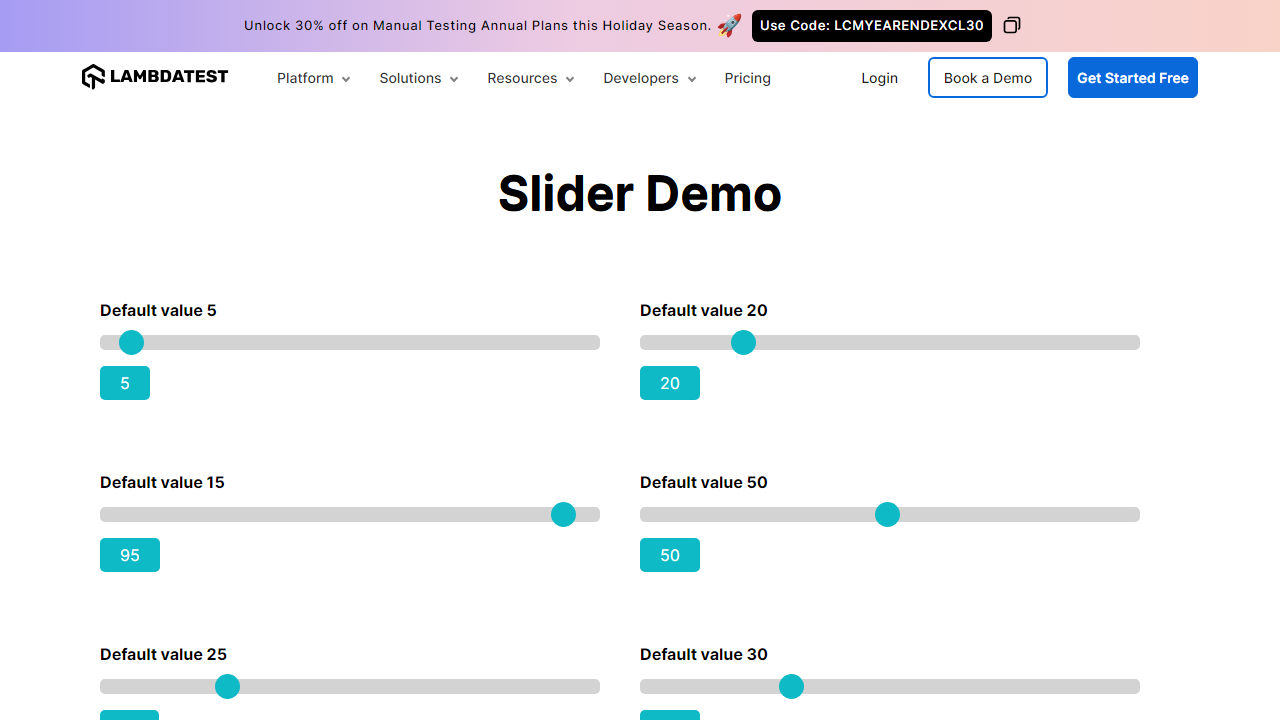 Unlock 30% off on Manual Testing Annual Plans this Holiday Season. 🚀 Use Code: LCMYEARENDEXCL30
LAMBDATEST Platform Solutions Resources Developers Pricing Login Book a Demo Get Started Free
Slider Demo
Default value 5
5
Default value 20
20
Default value 15
95
Default value 50
50
Default value 25
Default value 30